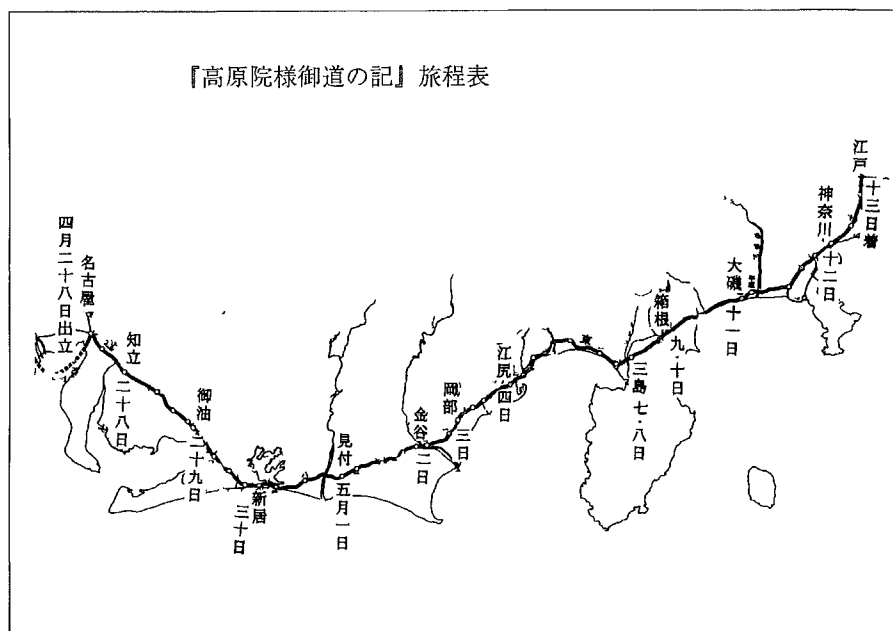 『高原院様御道の記』旅程表
江戸
十三日着
神奈川・十二日
大磯・十一日
箱根
九・十日
三島
七・八日
江尻・四日
岡部
三日
金谷
二日
見付
五月一日
新居
三十日
御油
二十九日
知立
二十八日
名古屋
四月二十八日出立